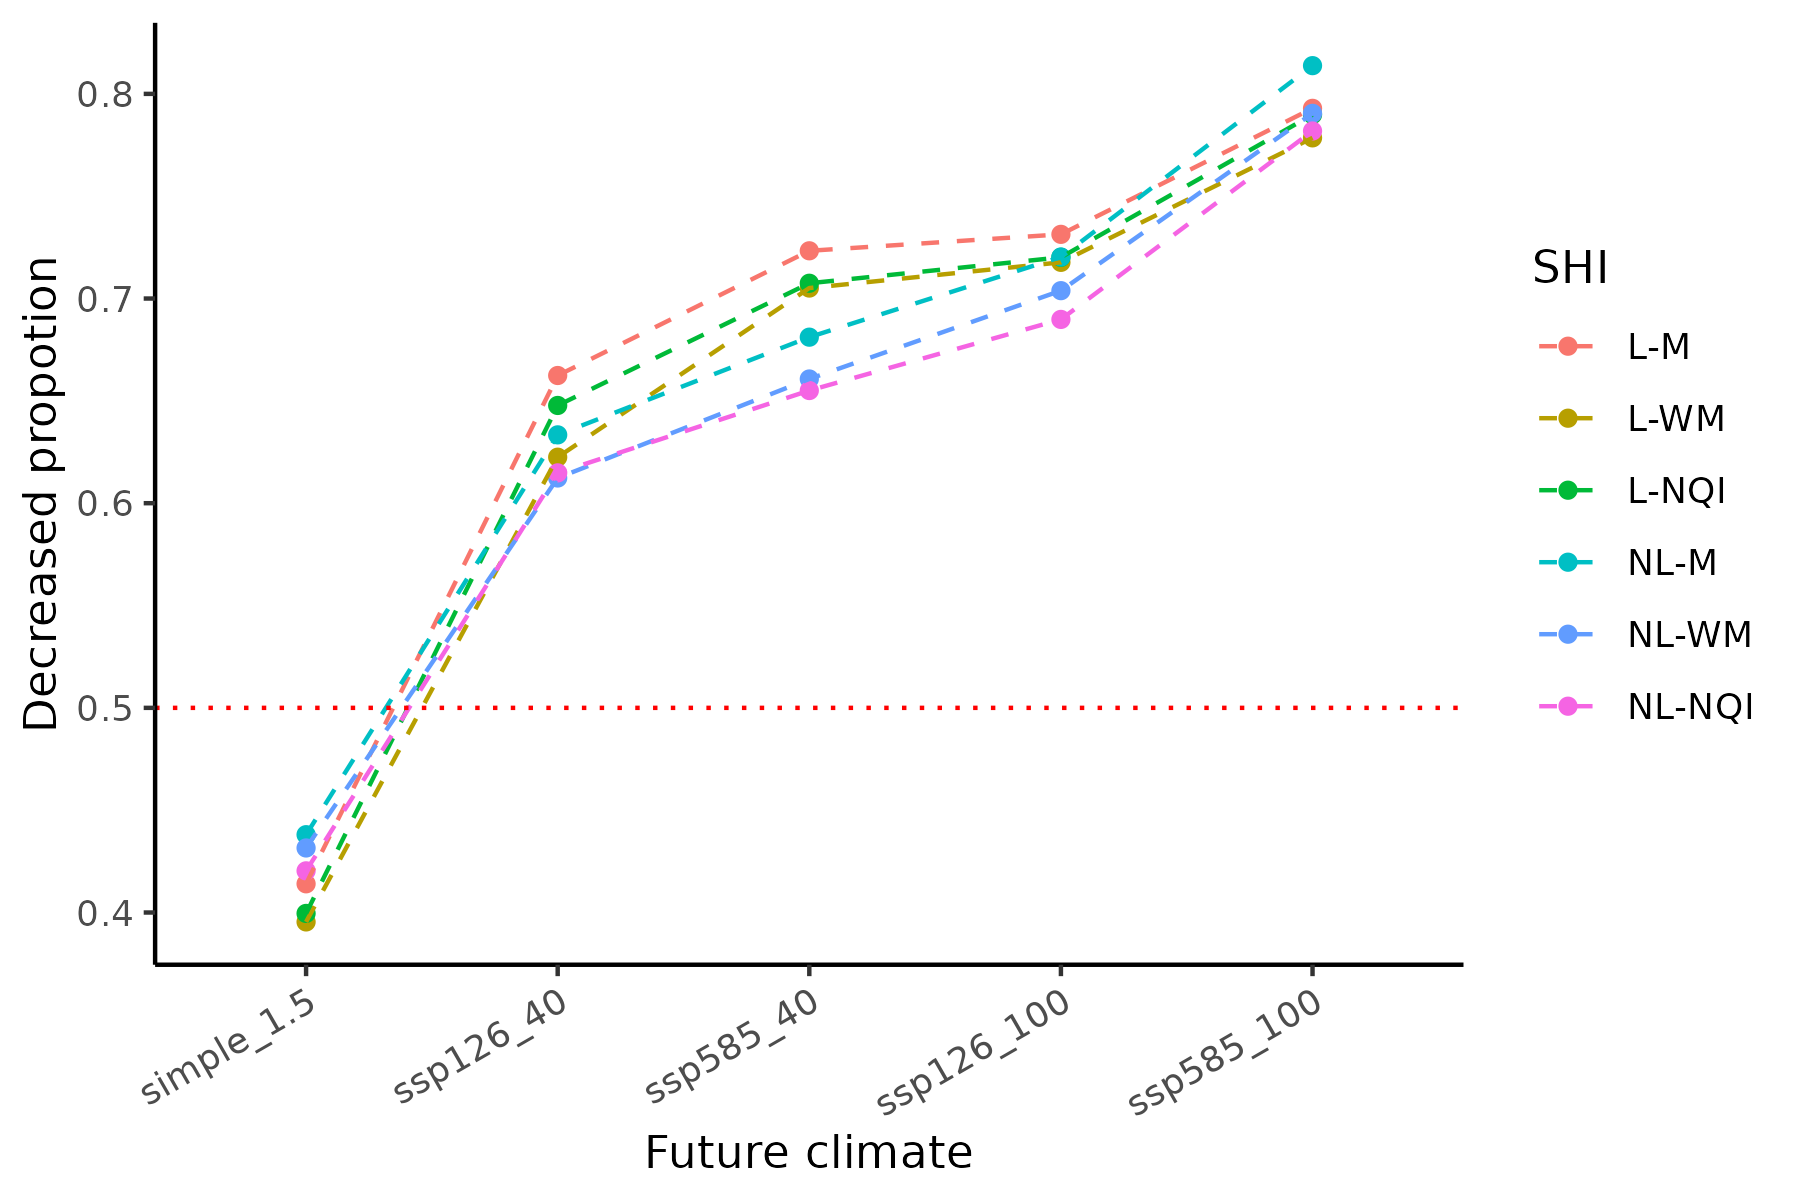 Decreased propotion
0.8
0.7
0.6
0.5
0.4
simple_1.5
ssp126_40
ssp585_40
ssp126_100
ssp585_100
Future climate
SHI
L-M
L-WM
L-NQI
NL-M
NL-WM
NL-NQI